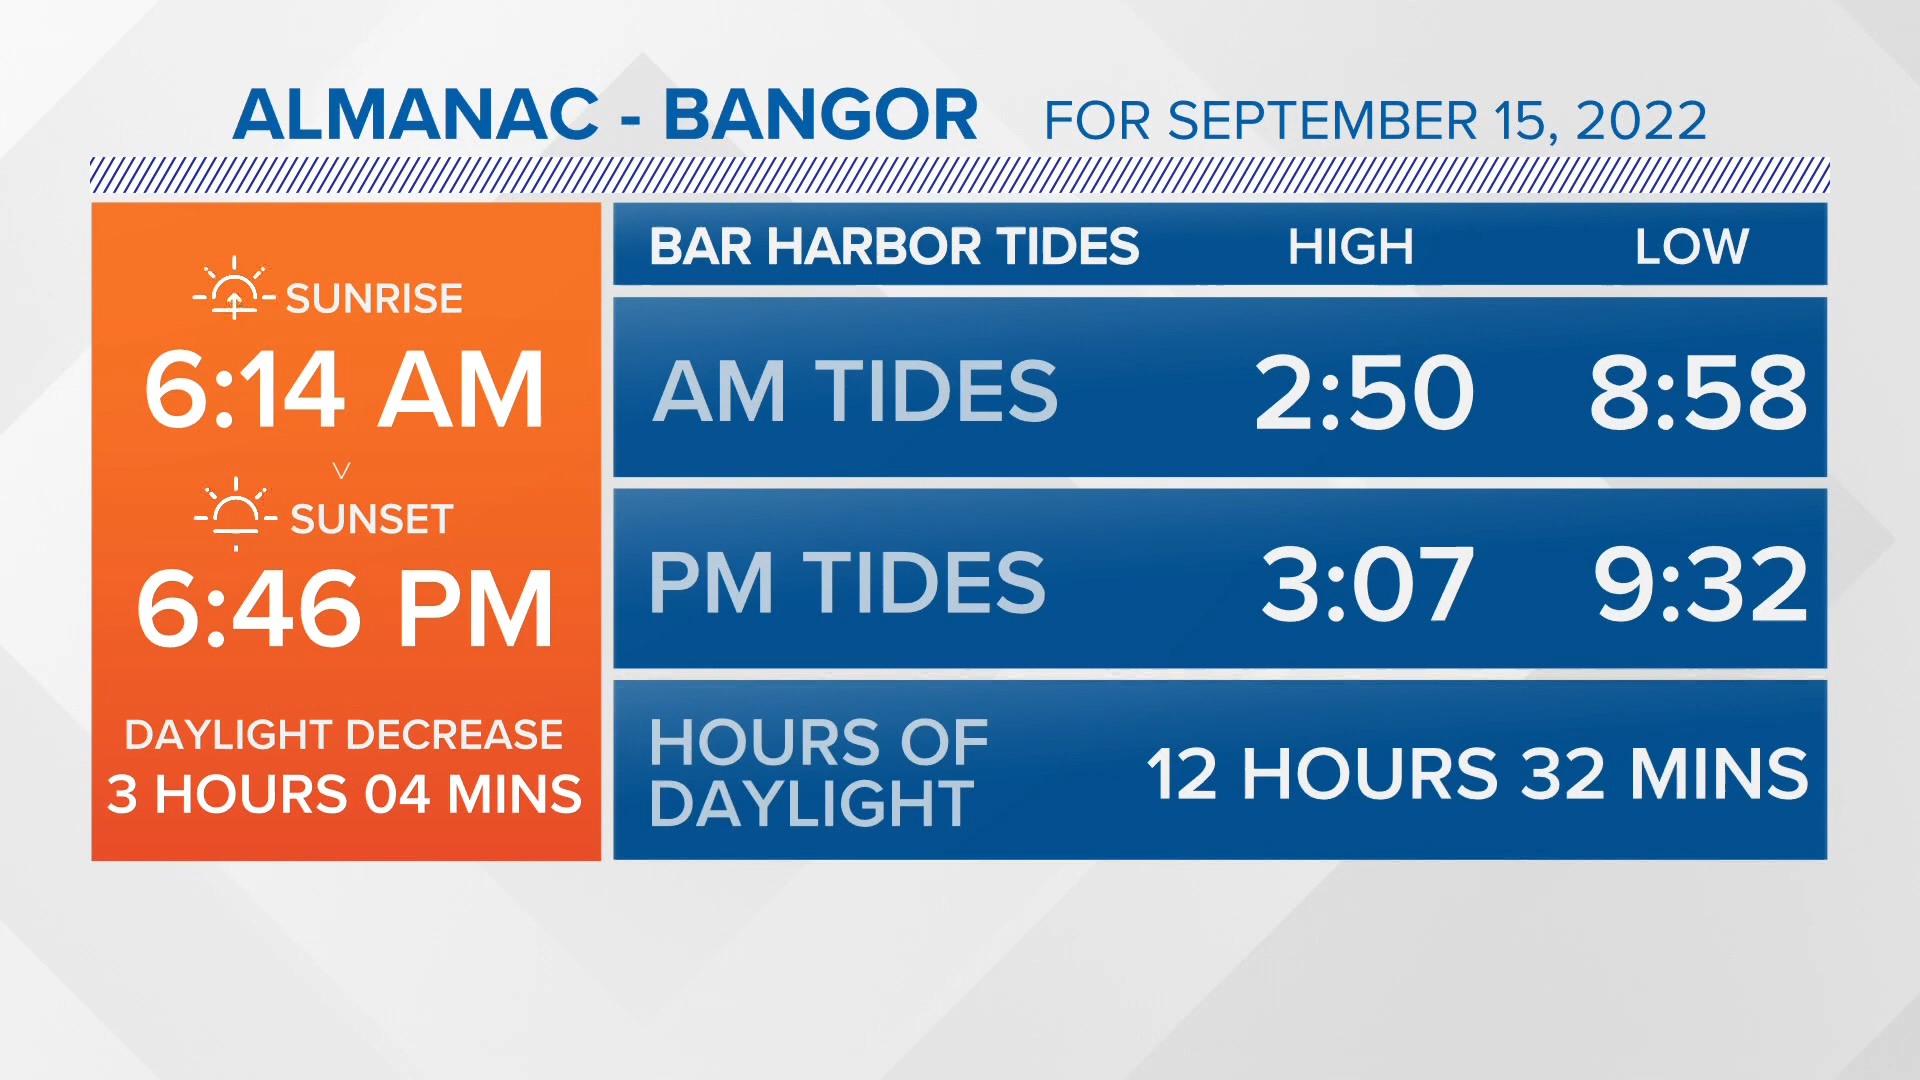 ALMANAC - BANGOR FOR SEPTEMBER 15, 2022
SUNRISE
6:14 AM
SUNSET
6:46 PM
DAYLIGHT DECREASE
3 HOURS 04 MINS
BAR HARBOR TIDES HIGH LOW
AM TIDES 2:50 8:58
PM TIDES 3:07 9:32
HOURS OF
DAYLIGHT
12 HOURS 32 MINS